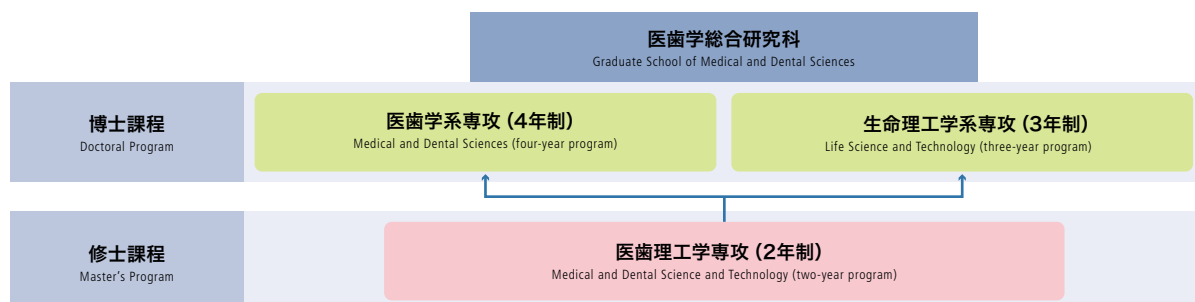 医歯学総合研究科
Graduate School of Medical and Dental Sciences
博士課程
Doctoral Program
医歯学系専攻 (4年制)
Medical and Dental Sciences (four-year program)
生命理工学系専攻 (3年制)
Life Science and Technology (three-year program)
修士課程
Master's Program
医歯理工学専攻 (2年制)
Medical and Dental Science and Technology (two-year program)